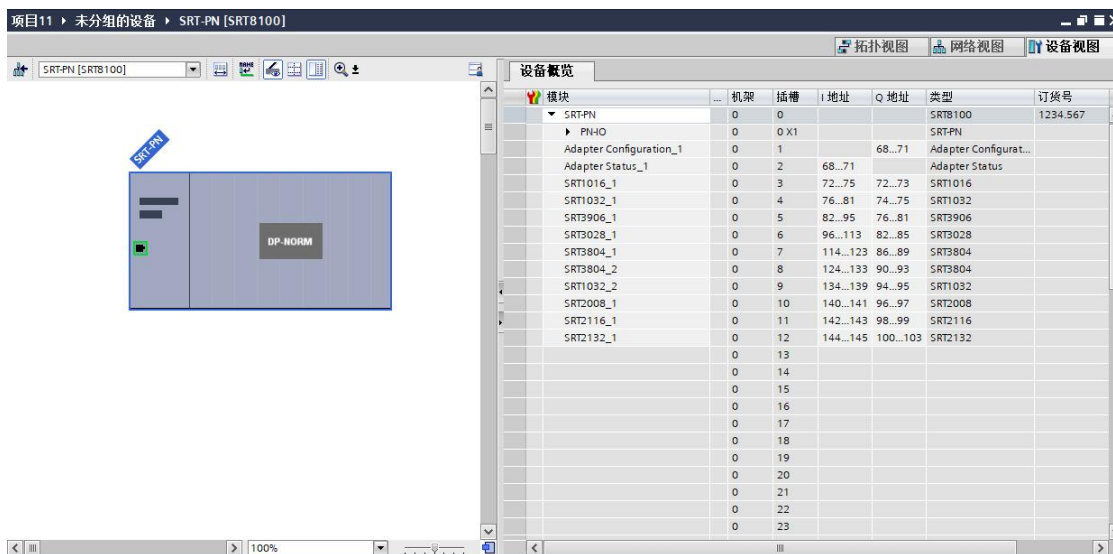 项目11 ▸ 未分组的设备 ▸ SRT-PN [SRT8100]
拓扑视图 网络视图 设备视图
SRT-PN [SRT8100]
设备概览
模块 ... 机架 插槽 I 地址 Q 地址 类型 订货号
SRT-PN 0 0 SRT8100 1234.567
PN-IO 0 0 X1 SRT-PN
Adapter Configuration_1 0 1 68...71 Adapter Configurat...
Adapter Status_1 0 2 68...71 Adapter Status
SRT1016_1 0 3 72...75 72...73 SRT1016
SRT1032_1 0 4 76...81 74...75 SRT1032
SRT3906_1 0 5 82...95 76...81 SRT3906
SRT3028_1 0 6 96...113 82...85 SRT3028
SRT3804_1 0 7 114...123 86...89 SRT3804
SRT3804_2 0 8 124...133 90...93 SRT3804
SRT1032_2 0 9 134...139 94...95 SRT1032
SRT2008_1 0 10 140...141 96...97 SRT2008
SRT2116_1 0 11 142...143 98...99 SRT2116
SRT2132_1 0 12 144...145 100...103 SRT2132
0 13
0 14
0 15
0 16
0 17
0 18
0 19
0 20
0 21
0 22
0 23
SRT-PN
DP-NORM
100%